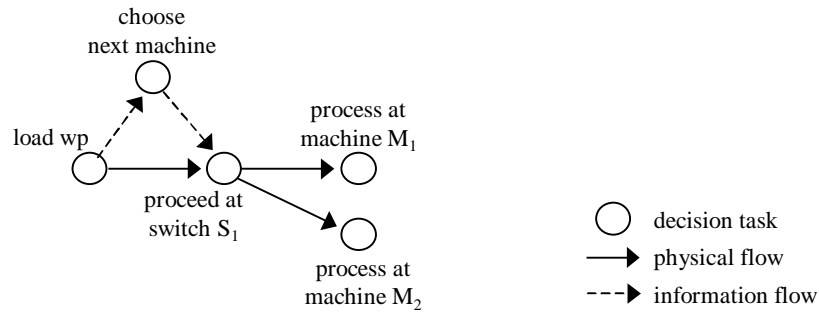 choose
next machine
load wp
process at
machine M₁
proceed at
switch S₁
process at
machine M₂
decision task
physical flow
information flow